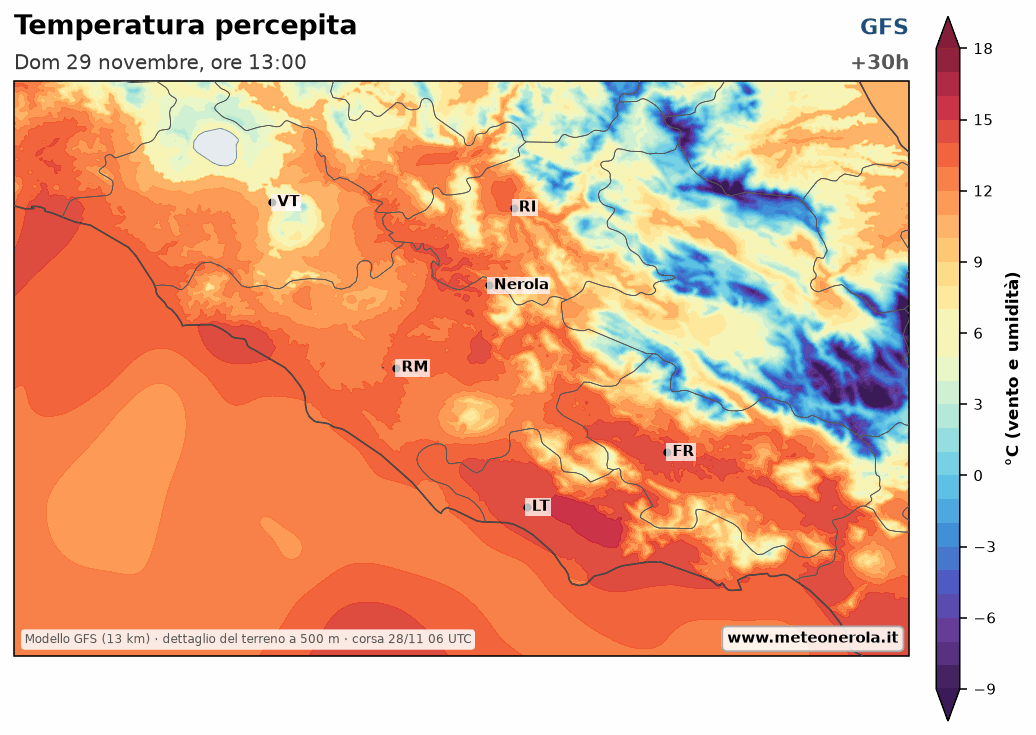 Temperatura percepita
GFS
Dom 29 novembre, ore 13:00
+30h
VT
RI
Nerola
RM
FR
LT
Modello GFS (13 km) · dettaglio del terreno a 500 m · corsa 28/11 06 UTC
www.meteonerola.it
18
15
12
9
6
3
0
−3
−6
−9
°C (vento e umidità)